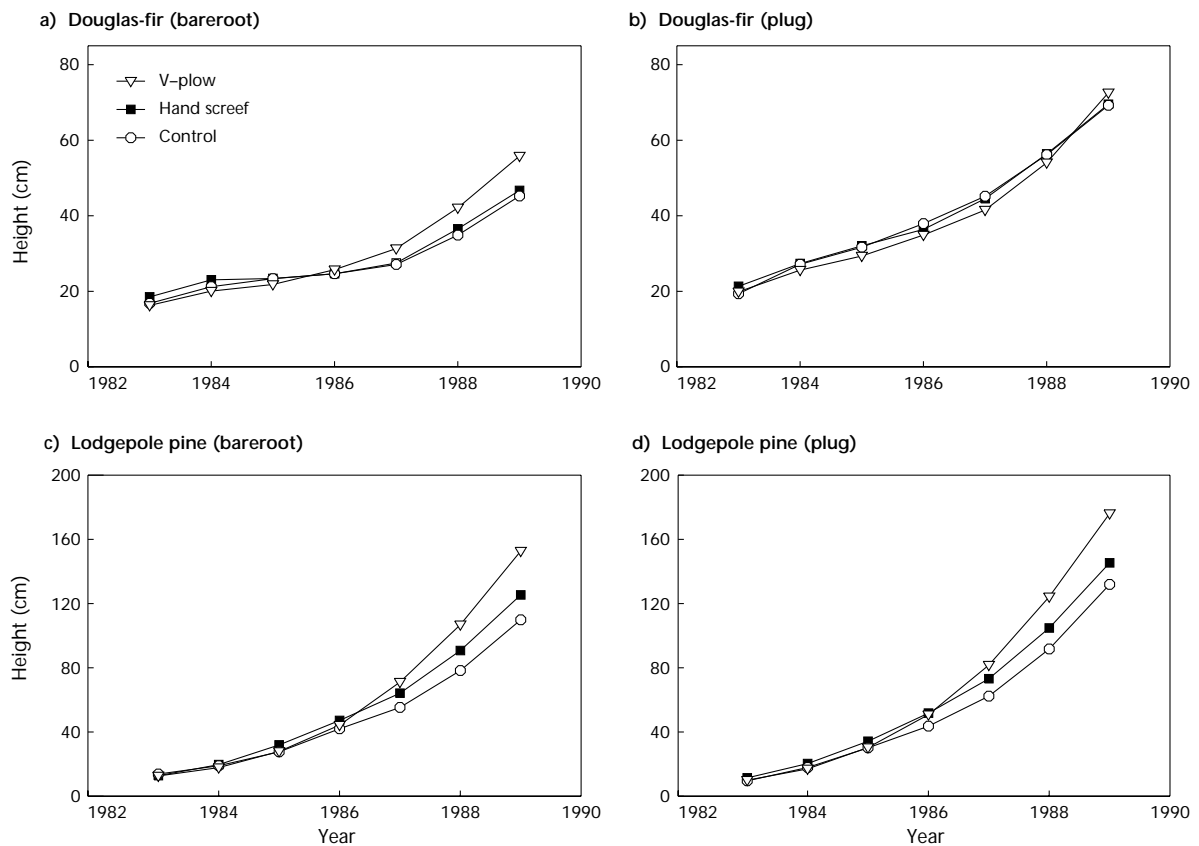 a) Douglas-fir (bareroot)
b) Douglas-fir (plug)
80
60
40
20
0
Height (cm)
V–plow
Hand screef
Control
1982 1984 1986 1988 1990
80
60
40
20
0
1982 1984 1986 1988 1990
c) Lodgepole pine (bareroot)
d) Lodgepole pine (plug)
200
160
120
80
40
0
Height (cm)
1982 1984 1986 1988 1990
Year
200
160
120
80
40
0
1982 1984 1986 1988 1990
Year